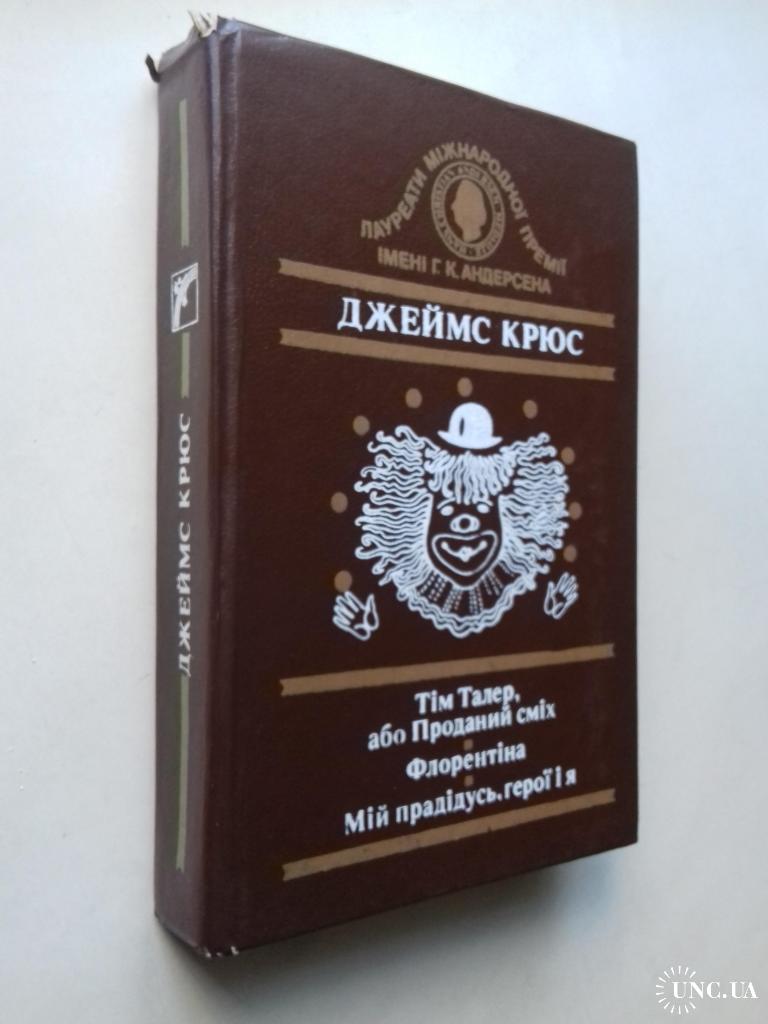 ЛАУРЕАТИ МІЖНАРОДНОЇ ПРЕМІЇ
ІМЕНІ Г. К. АНДЕРСЕНА
ДЖЕЙМС КРЮС
Тім Талер,
або Проданий сміх
Флорентіна
Мій прадідусь, герої і я
ДЖЕЙМС КРЮС
UNC.UA